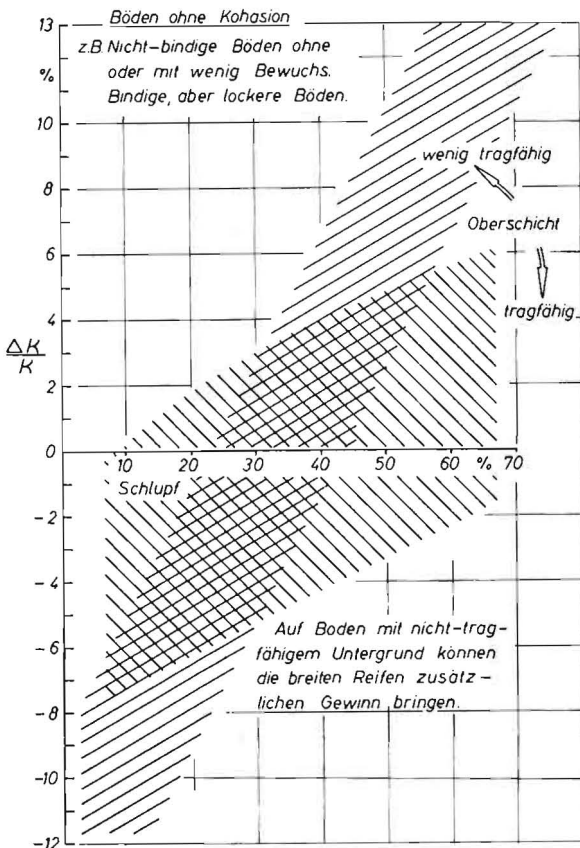 Böden ohne Kohasion
z.B. Nicht-bindige Böden ohne
oder mit wenig Bewuchs.
Bindige, aber lockere Böden.
13
%
10
8
6
4
ΔK
K
2
0
-2
-4
-6
-8
-10
-12
wenig tragfähig
Oberschicht
tragfähig
10 20 30 40 50 60 % 70
Schlupf
Auf Boden mit nicht-trag-
fähigem Untergrund können
die breiten Reifen zusätz-
lichen Gewinn bringen.